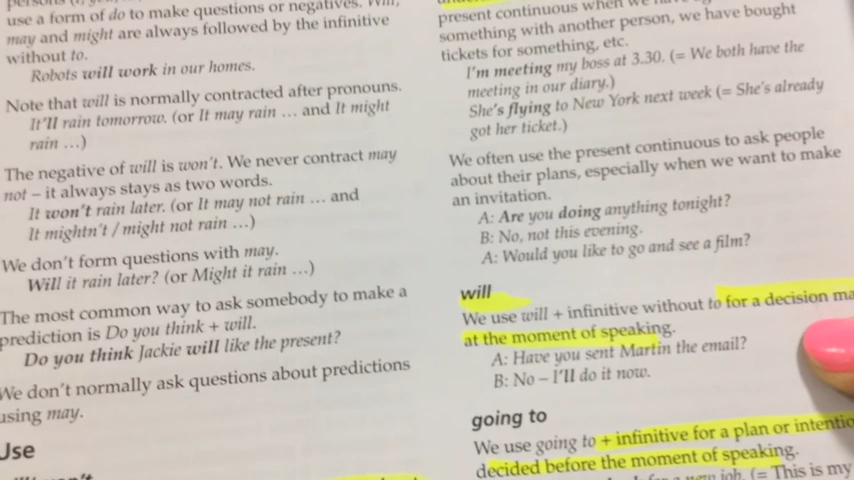 use a form of do to make questions or negatives. Will,
may and might are always followed by the infinitive
without to.
Robots will work in our homes.
Note that will is normally contracted after pronouns.
It'll rain tomorrow. (or It may rain ... and It might
rain ...)
The negative of will is won't. We never contract may
not – it always stays as two words.
It won't rain later. (or It may not rain ... and
It mightn't / might not rain ...)
We don't form questions with may.
Will it rain later? (or Might it rain ...)
The most common way to ask somebody to make a
prediction is Do you think + will.
Do you think Jackie will like the present?
We don't normally ask questions about predictions
using may.
Use
present continuous when we have
something with another person, we have bought
tickets for something, etc.
I'm meeting my boss at 3.30. (= We both have the
meeting in our diary.)
She's flying to New York next week (= She's already
got her ticket.)
We often use the present continuous to ask people
about their plans, especially when we want to make
an invitation.
A: Are you doing anything tonight?
B: No, not this evening.
A: Would you like to go and see a film?
will
We use will + infinitive without to for a decision
at the moment of speaking.
A: Have you sent Martin the email?
B: No – I'll do it now.
going to
We use going to + infinitive for a plan or
decided before the moment of speaking.
for a new job. (= This is my